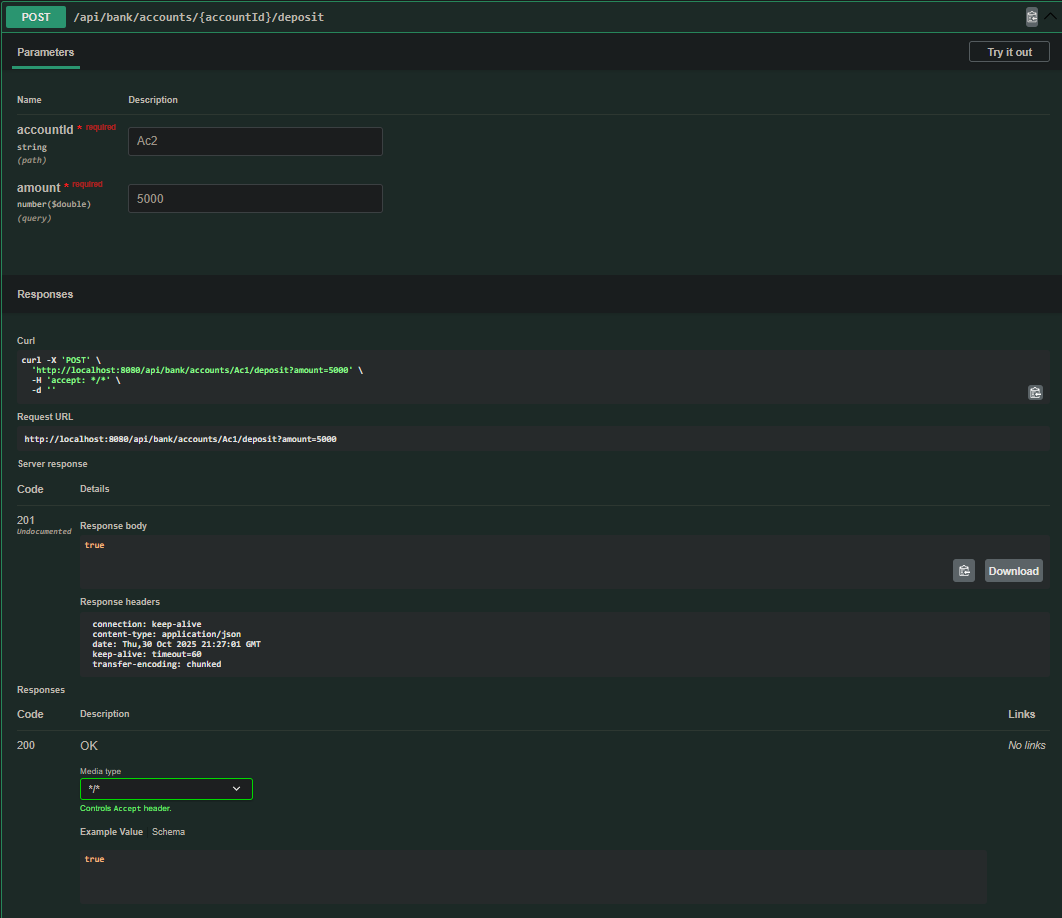 POST /api/bank/accounts/{accountId}/deposit
Parameters
Try it out
Name Description
accountId * required
string
(path)
Ac2
amount * required
number($double)
(query)
5000
Responses
Curl
curl -X 'POST' \
'http://localhost:8080/api/bank/accounts/Ac1/deposit?amount=5000' \
-H 'accept: */*' \
-d ''
Request URL
http://localhost:8080/api/bank/accounts/Ac1/deposit?amount=5000
Server response
Code Details
201
Undocumented
Response body
true
Download
Response headers
connection: keep-alive
content-type: application/json
date: Thu,30 Oct 2025 21:27:01 GMT
keep-alive: timeout=60
transfer-encoding: chunked
Responses
Code Description Links
200 OK No links
Media type
*/*
Controls Accept header.
Example Value Schema
true